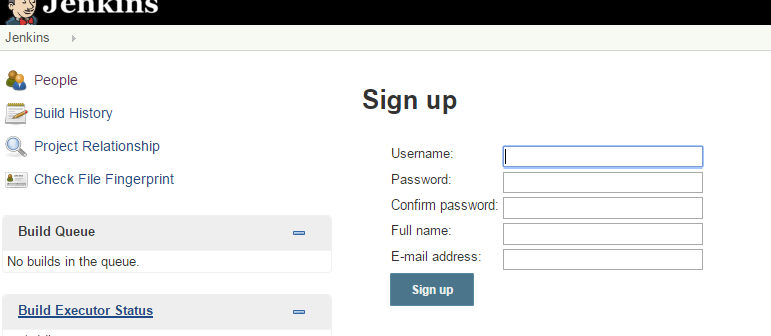 Jenkins
Jenkins
People
Build History
Project Relationship
Check File Fingerprint
Build Queue
No builds in the queue.
Build Executor Status
Sign up
Username:
Password:
Confirm password:
Full name:
E-mail address:
Sign up